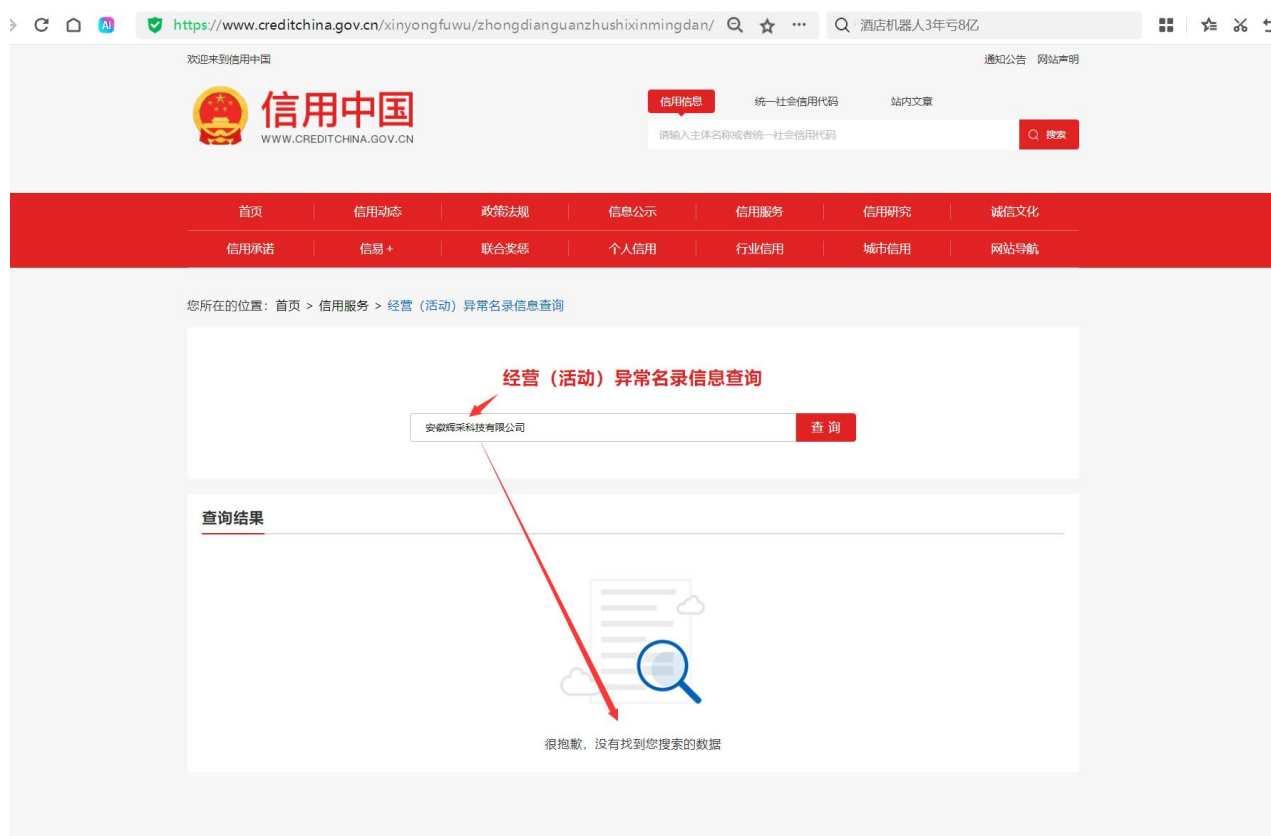 https://www.creditchina.gov.cn/xinyongfuwu/zhongdianguanzhushixinmingdan/
酒店机器人3年亏8亿
AI
欢迎来到信用中国
通知公告 网站声明
信用中国
WWW.CREDITCHINA.GOV.CN
信用信息 统一社会信用代码 站内文章
请输入主体名称或者统一社会信用代码 搜索
首页 信用动态 政策法规 信息公示 信用服务 信用研究 诚信文化
信用承诺 信易+ 联合奖惩 个人信用 行业信用 城市信用 网站导航
您所在的位置：首页 > 信用服务 > 经营（活动）异常名录信息查询
经营（活动）异常名录信息查询
安徽辉采科技有限公司 查询
查询结果
很抱歉，没有找到您搜索的数据